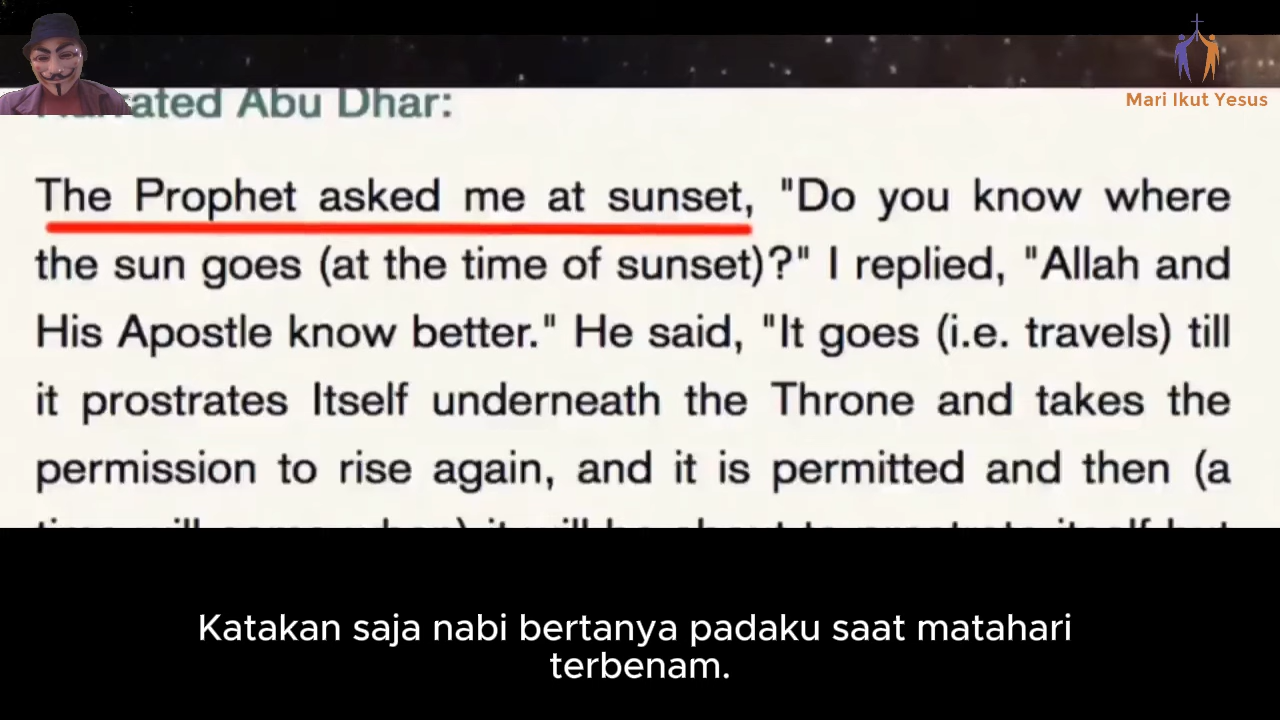 Mari Ikut Yesus
Narrated Abu Dhar:
The Prophet asked me at sunset, "Do you know where
the sun goes (at the time of sunset)?" I replied, "Allah and
His Apostle know better." He said, "It goes (i.e. travels) till
it prostrates Itself underneath the Throne and takes the
permission to rise again, and it is permitted and then (a
Katakan saja nabi bertanya padaku saat matahari
terbenam.